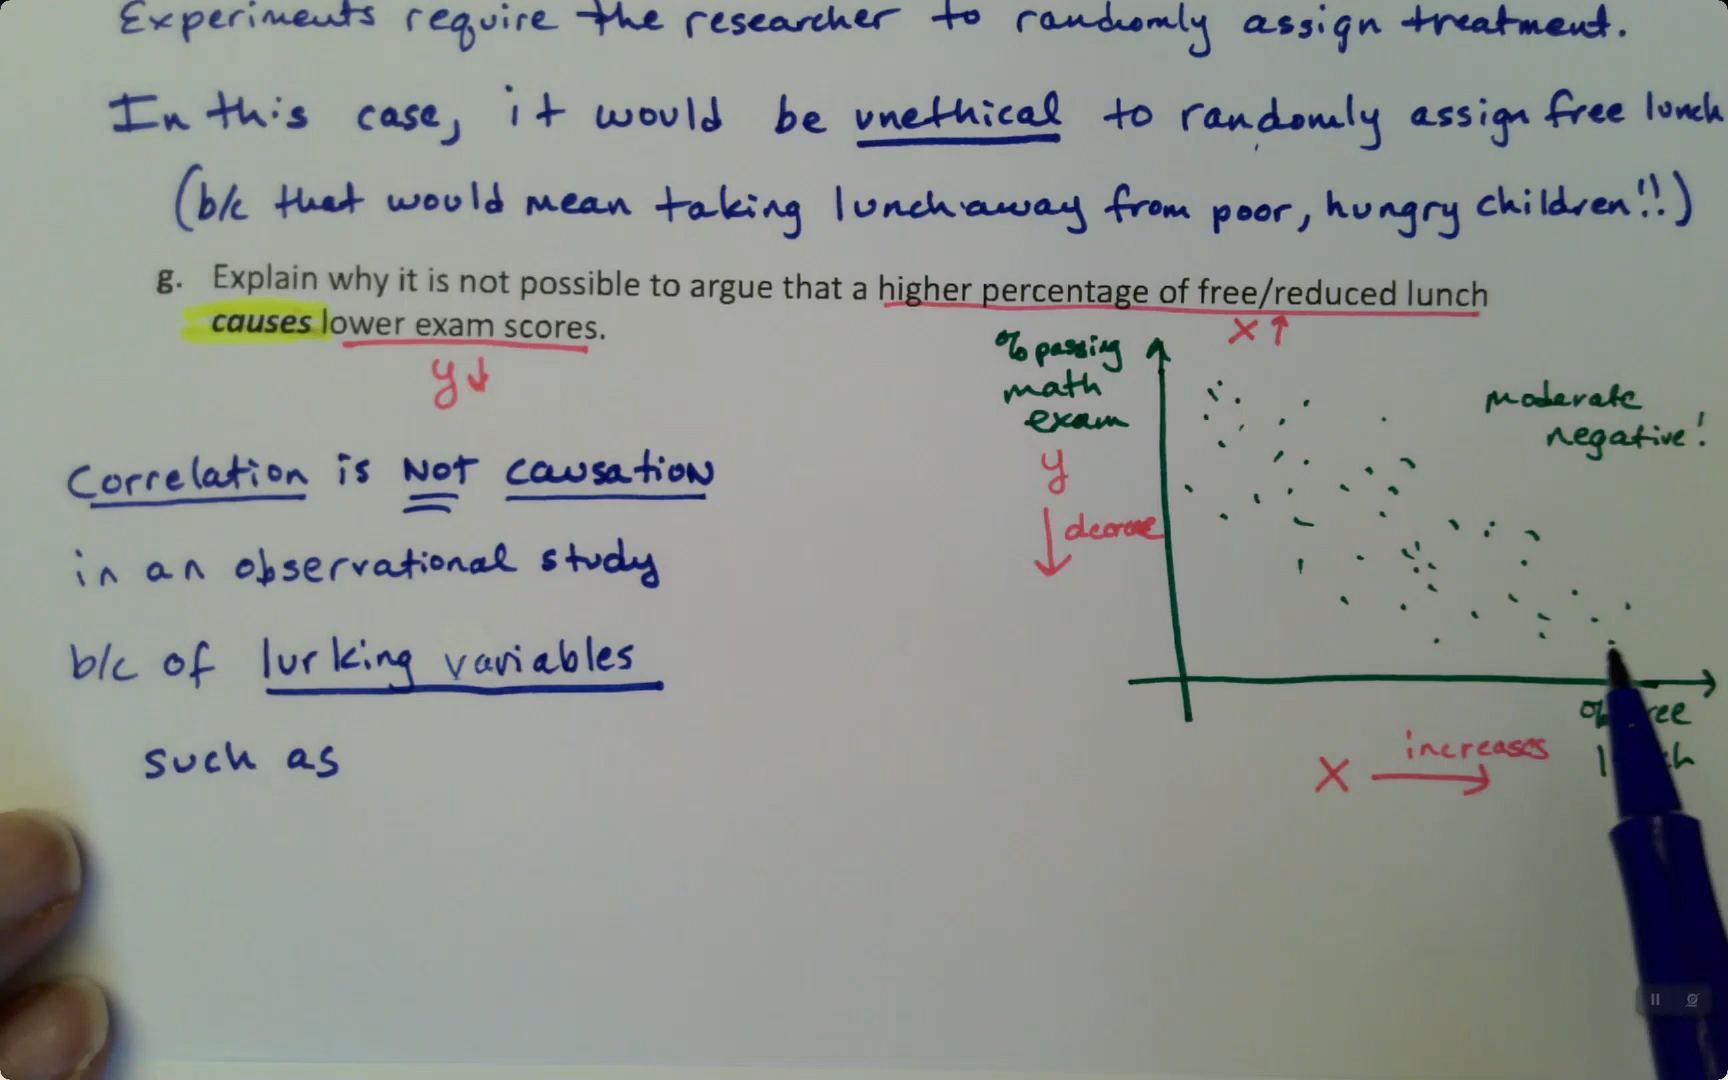 Experiments require the researcher to randomly assign treatment.
In this case, it would be unethical to randomly assign free lunch
(b/c that would mean taking lunch away from poor, hungry children!!)
g. Explain why it is not possible to argue that a higher percentage of free/reduced lunch
causes lower exam scores.
x ↑
y ↓
% passing
math
exam
y
↓ decrease
moderate
negative!
Correlation is NOT causation
in an observational study
b/c of lurking variables
such as
x → increases